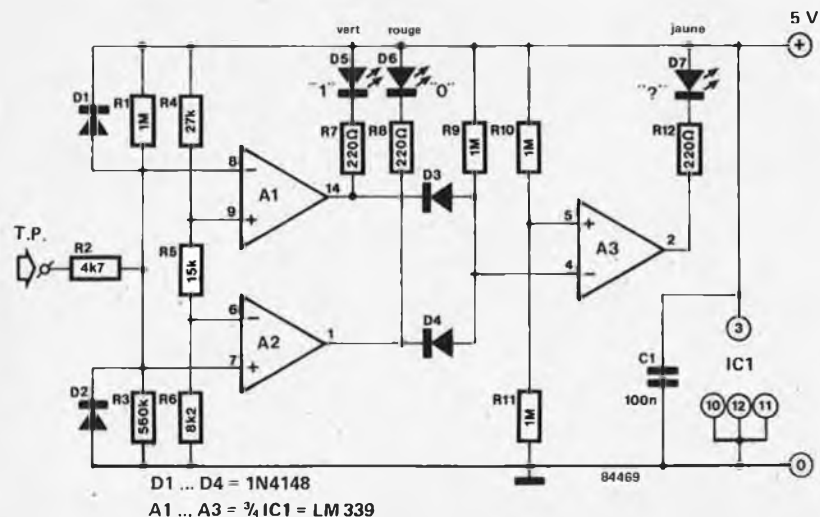 5 V
vert rouge jaune
D5 D6 D7
D1 R1 1M R4 27k "1" "0" R9 1M R10 1M "?"
R7 220Ω R8 220Ω R12 220Ω
8 − A1 14 D3
9 + 5 + A3 2
T.P. R2 4k7 R5 15k 4 −
6 − A2 1 D4 3
7 + C1 IC1
D2 R3 560k R6 8k2 R11 1M 100n 10 12 11
84469 0
D1 ... D4 = 1N4148
A1 ... A3 = ¾ IC1 = LM 339